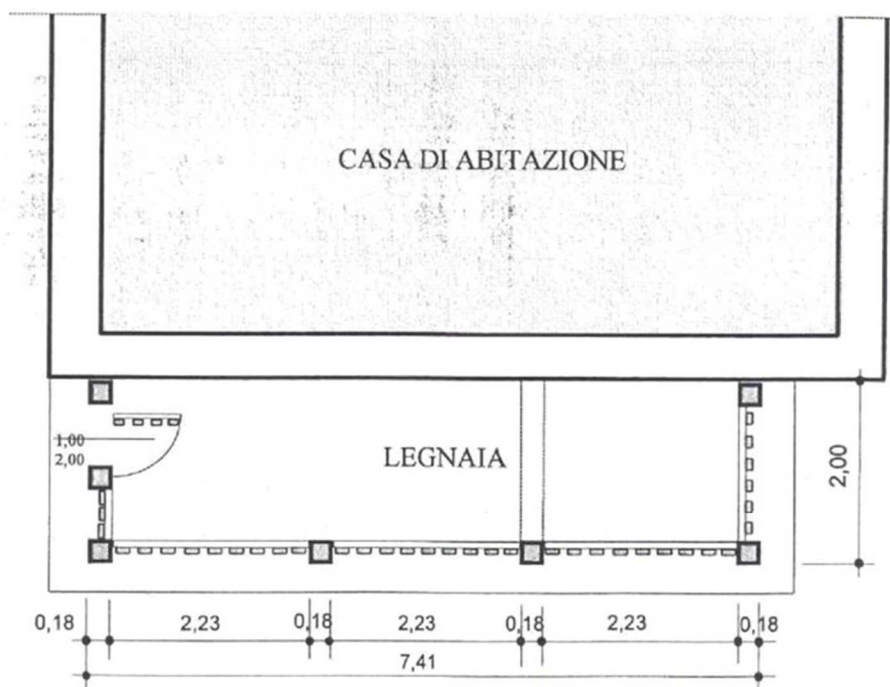 CASA DI ABITAZIONE
1,00
2,00
LEGNAIA
2,00
0,18 2,23 0,18 2,23 0,18 2,23 0,18
7,41